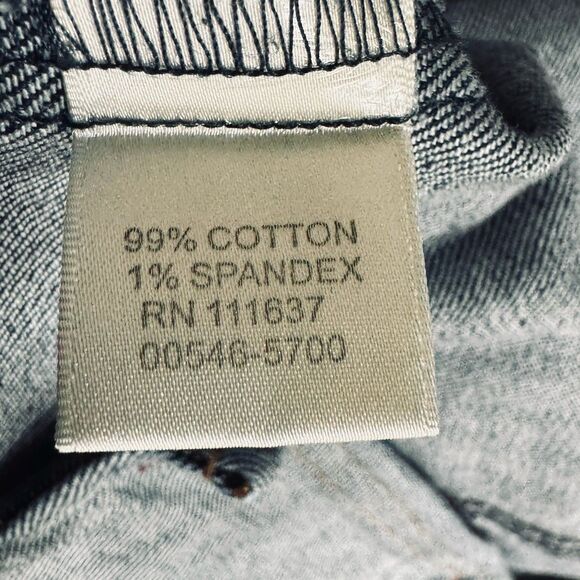 99% COTTON
1% SPANDEX
RN 111637
00546-5700